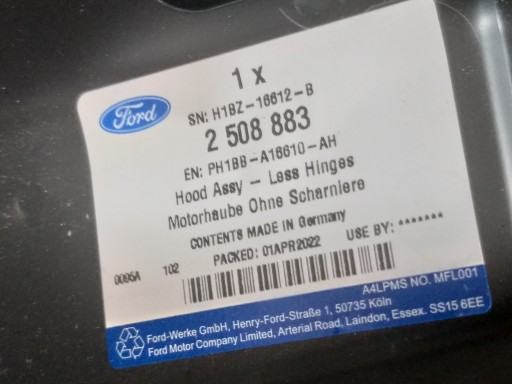 1 x
Ford
SN: H1BZ-16612-B
2 508 883
EN: PH1BB-A16610-AH
Hood Assy - Less Hinges
Motorhaube Ohne Scharniere
CONTENTS MADE IN Germany
0095A 102 PACKED: 01APR2022 USE BY: *******
A4LPMS NO. MFL001
Ford-Werke GmbH, Henry-Ford-Straße 1, 50735 Köln
Ford Motor Company Limited, Arterial Road, Laindon, Essex. SS15 6EE